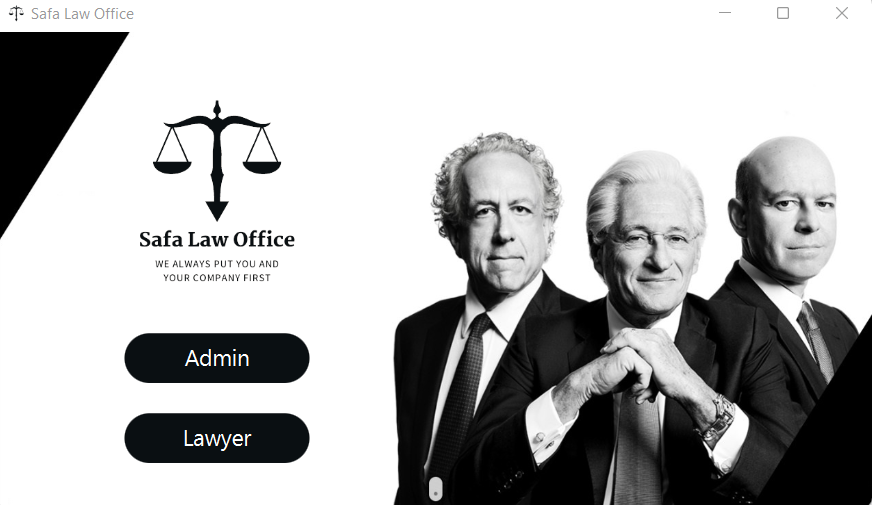 Safa Law Office
Safa Law Office
WE ALWAYS PUT YOU AND
YOUR COMPANY FIRST
Admin
Lawyer